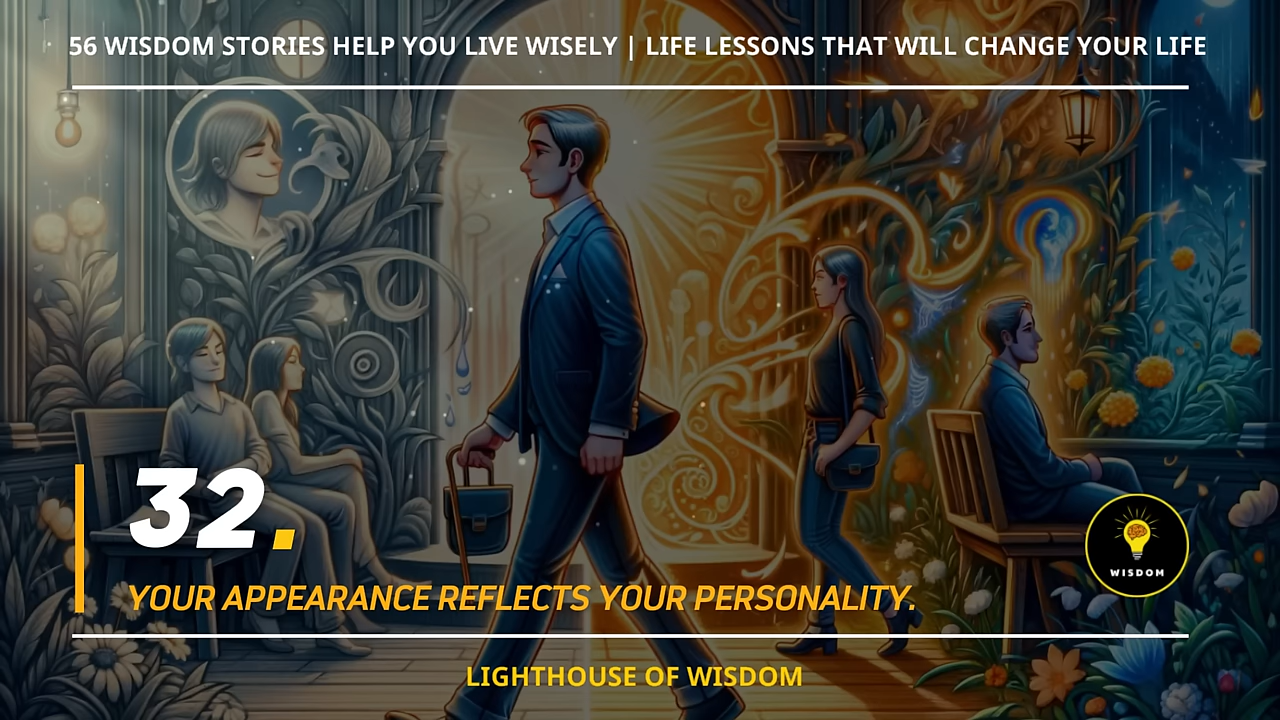 56 WISDOM STORIES HELP YOU LIVE WISELY | LIFE LESSONS THAT WILL CHANGE YOUR LIFE
32.
YOUR APPEARANCE REFLECTS YOUR PERSONALITY.
WISDOM
LIGHTHOUSE OF WISDOM